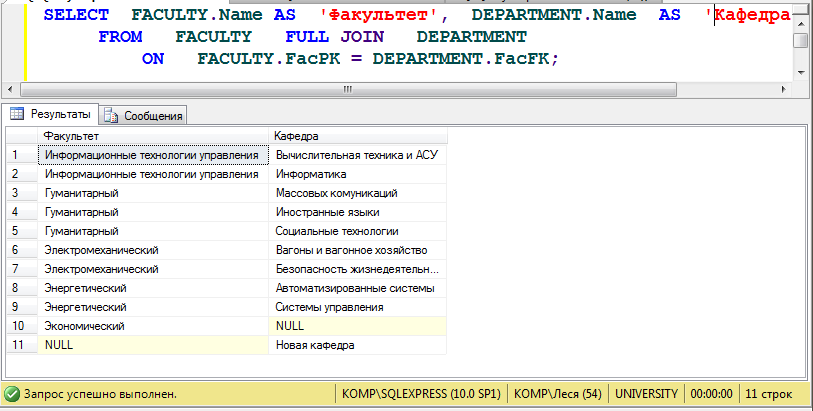 SELECT FACULTY.Name AS 'Факультет', DEPARTMENT.Name AS 'Кафедра
FROM FACULTY FULL JOIN DEPARTMENT
ON FACULTY.FacPK = DEPARTMENT.FacFK;
Результаты Сообщения
Факультет Кафедра
1 Информационные технологии управления Вычислительная техника и АСУ
2 Информационные технологии управления Информатика
3 Гуманитарный Массовых комуникаций
4 Гуманитарный Иностранные языки
5 Гуманитарный Социальные технологии
6 Электромеханический Вагоны и вагонное хозяйство
7 Электромеханический Безопасность жизнедеятельн...
8 Энергетический Автоматизированные системы
9 Энергетический Системы управления
10 Экономический NULL
11 NULL Новая кафедра
Запрос успешно выполнен. KOMP\SQLEXPRESS (10.0 SP1) KOMP\Леся (54) UNIVERSITY 00:00:00 11 строк